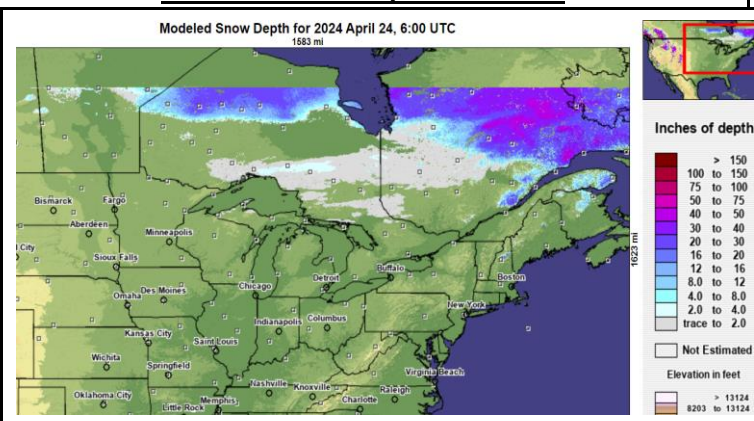 Modeled Snow Depth for 2024 April 24, 6:00 UTC
1583 mi
1623 mi
Bismarck
Fargo
Aberdeen
Minneapolis
l City
Sioux Falls
Omaha
Des Moines
Chicago
Detroit
Buffalo
Boston
New York
Kansas City
Saint Louis
Indianapolis
Columbus
Wichita
Springfield
Virginia Beach
Oklahoma City
Little Rock
Memphis
Nashville
Knoxville
Charlotte
Raleigh
Inches of depth
> 150
100 to 150
75 to 100
50 to 75
40 to 50
30 to 40
20 to 30
16 to 20
12 to 16
8.0 to 12
4.0 to 8.0
2.0 to 4.0
trace to 2.0
Not Estimated
Elevation in feet
> 13124
8203 to 13124